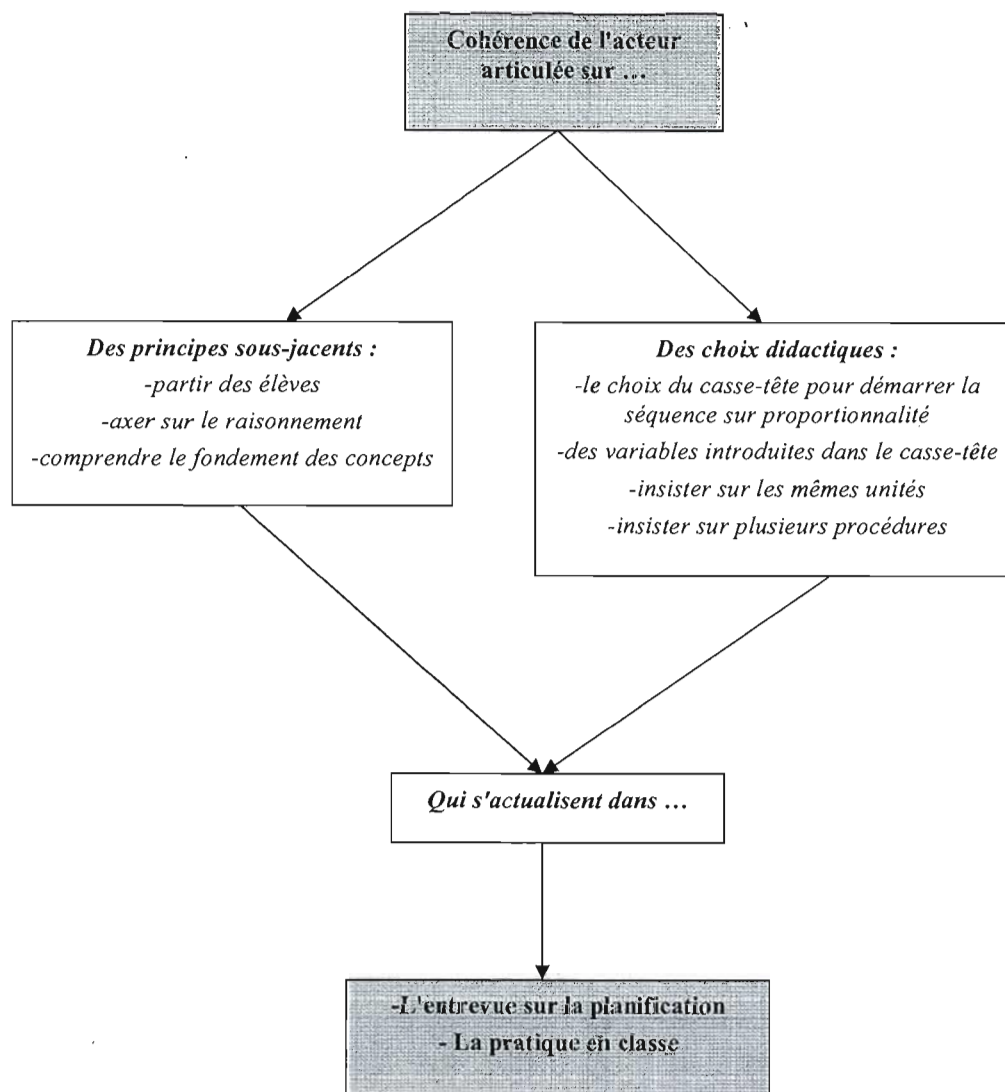 Cohérence de l'acteur
articulée sur ...
Des principes sous-jacents :
-partir des élèves
-axer sur le raisonnement
-comprendre le fondement des concepts
Des choix didactiques :
-le choix du casse-tête pour démarrer la
séquence sur proportionnalité
-des variables introduites dans le casse-tête
-insister sur les mêmes unités
-insister sur plusieurs procédures
Qui s'actualisent dans ...
-L'entrevue sur la planification
- La pratique en classe